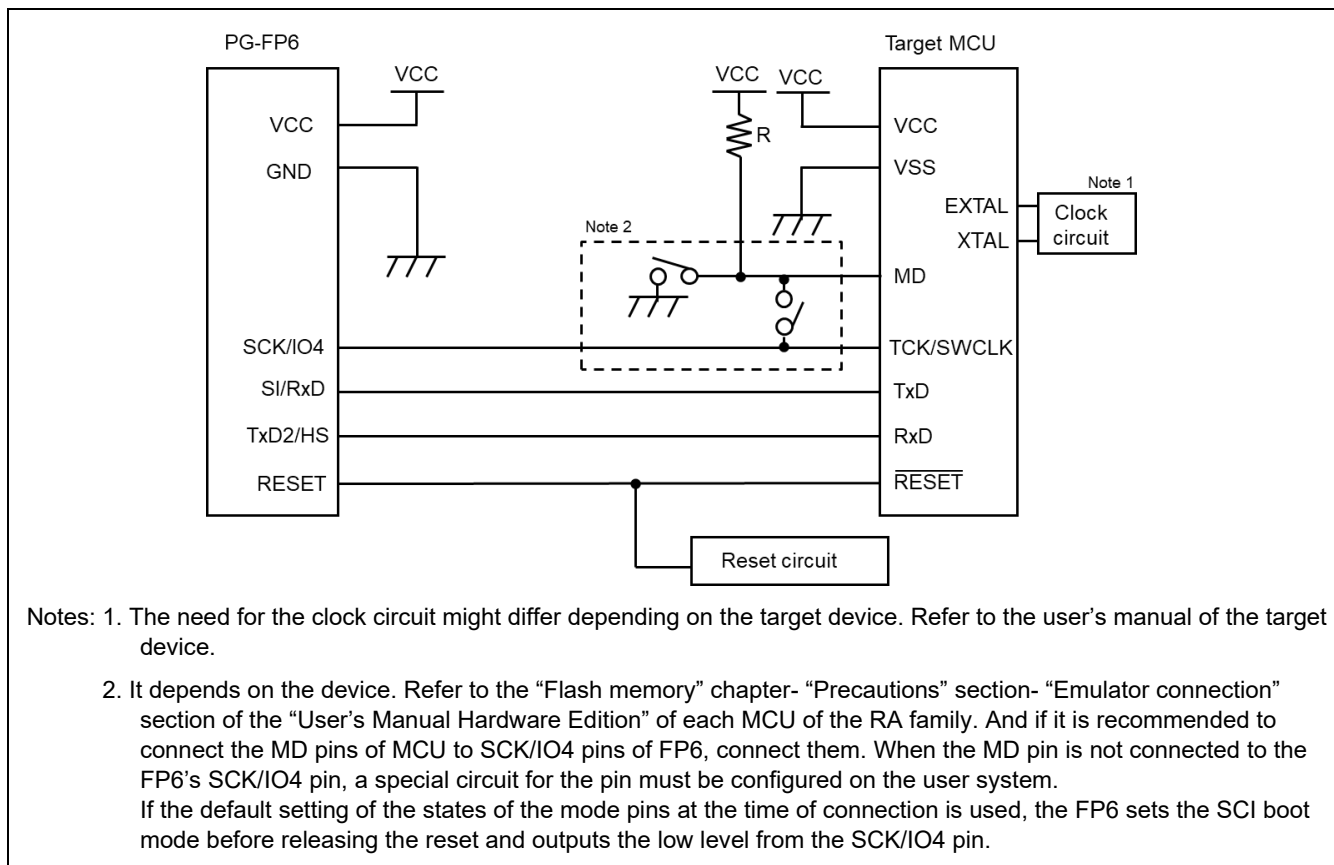 PG-FP6
Target MCU
VCC
VCC
VCC
VCC
R
VCC
GND
VSS
Note 1
EXTAL
Clock
circuit
XTAL
Note 2
MD
SCK/IO4
TCK/SWCLK
SI/RxD
TxD
TxD2/HS
RxD
RESET
RESET
Reset circuit
Notes: 1. The need for the clock circuit might differ depending on the target device. Refer to the user’s manual of the target
device.
2. It depends on the device. Refer to the “Flash memory” chapter- “Precautions” section- “Emulator connection”
section of the “User’s Manual Hardware Edition” of each MCU of the RA family. And if it is recommended to
connect the MD pins of MCU to SCK/IO4 pins of FP6, connect them. When the MD pin is not connected to the
FP6’s SCK/IO4 pin, a special circuit for the pin must be configured on the user system.
If the default setting of the states of the mode pins at the time of connection is used, the FP6 sets the SCI boot
mode before releasing the reset and outputs the low level from the SCK/IO4 pin.